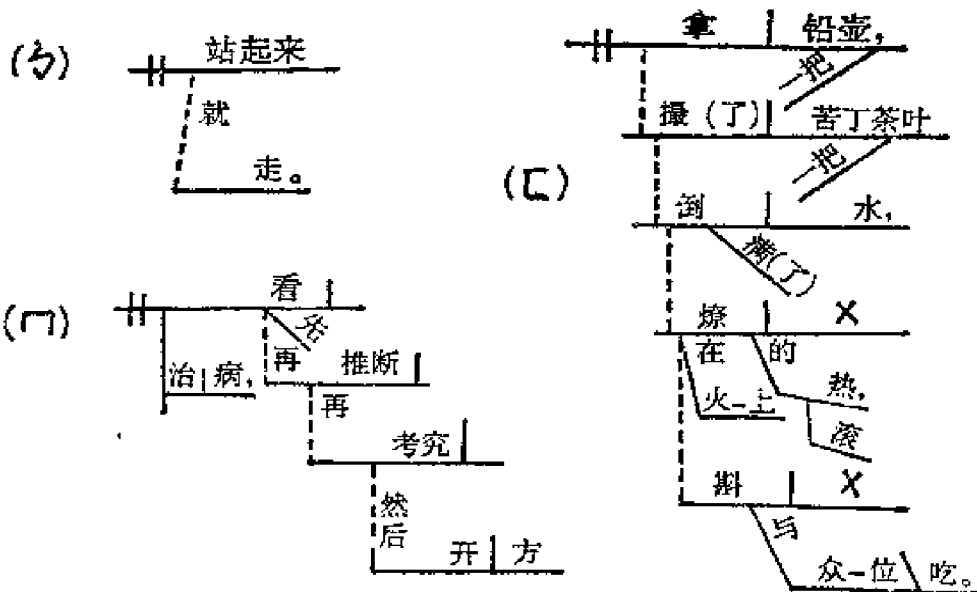 (ㄅ) 站起来
就
走。
(ㄇ) 看
先
治 病，
再
推断
再
考究
然后
开 方
(ㄈ)
拿 铅壶，
一把
撮（了） 苦丁茶叶
一把
倒 水，
满(了)
燎 X
在 的
火-上 热，
滚
斟 X
与
众-位 吃。